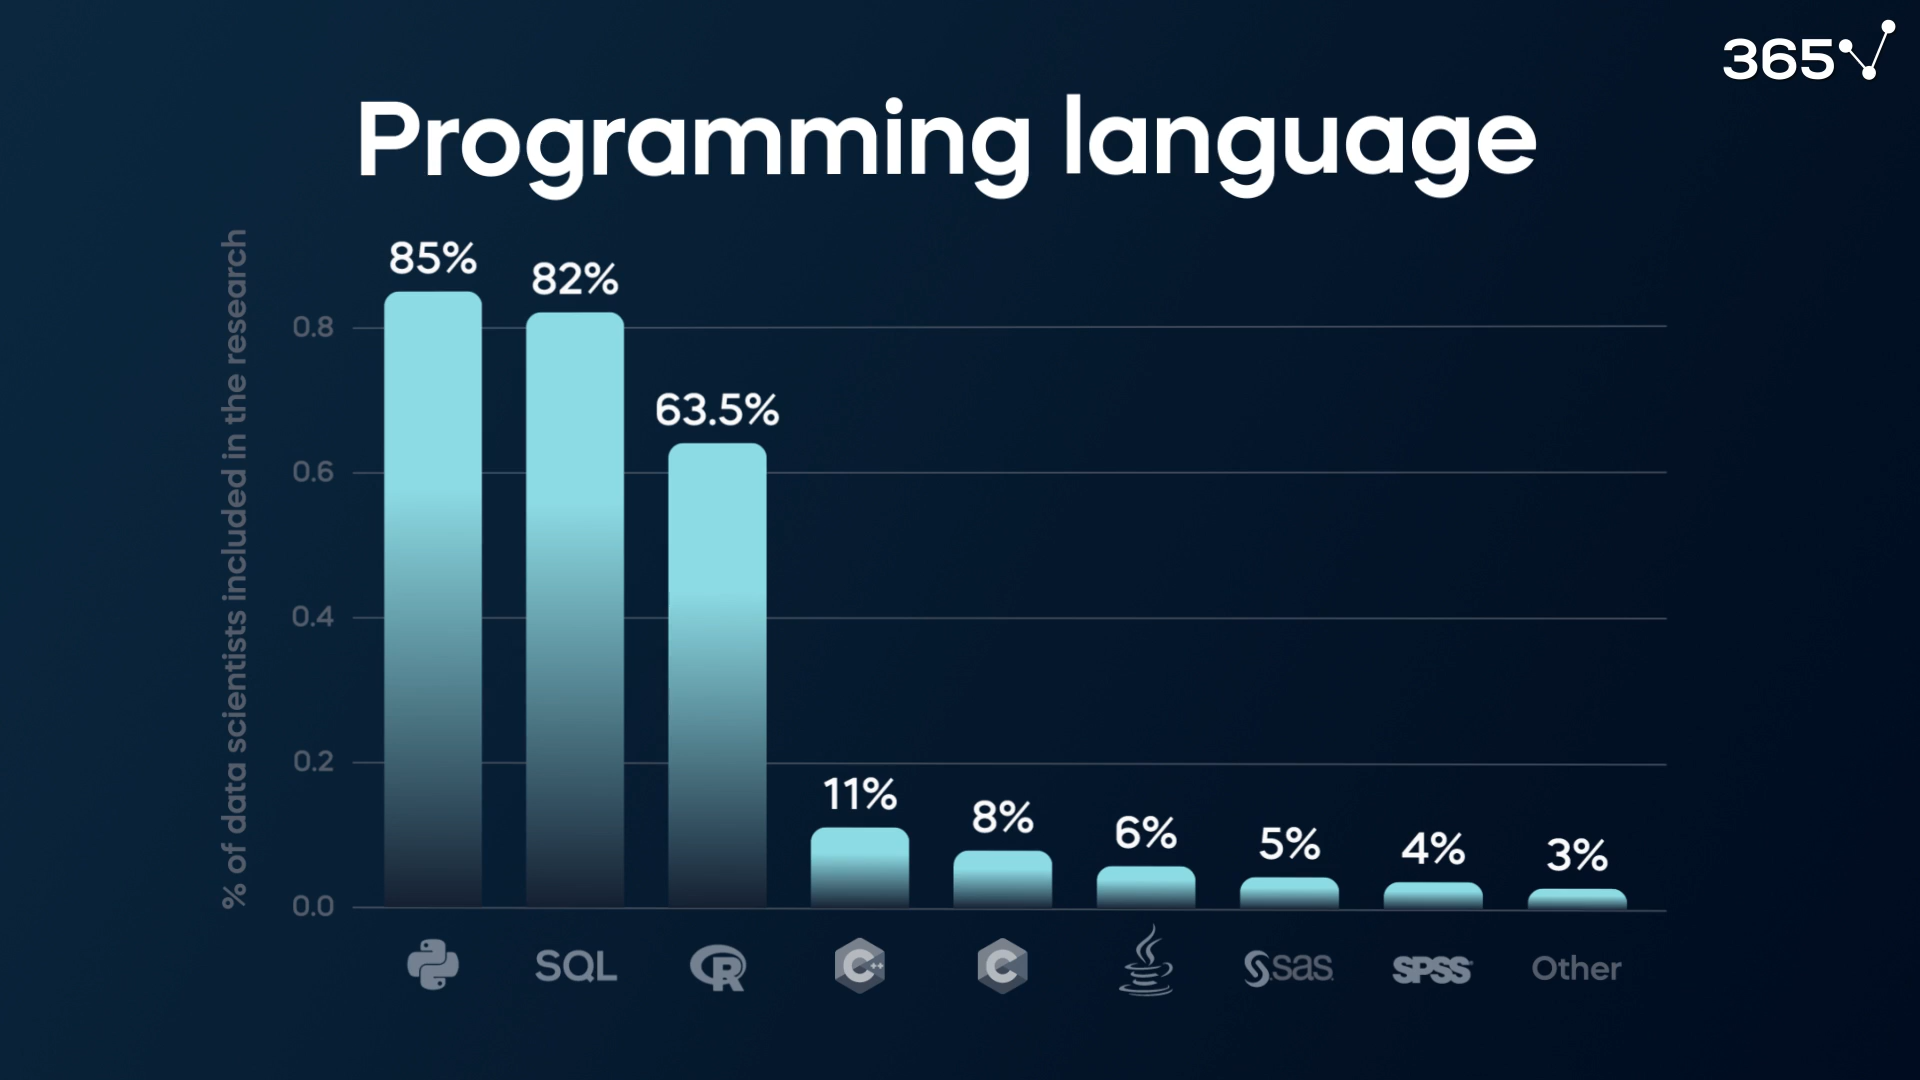 365
Programming language
% of data scientists included in the research
85%
82%
63.5%
11%
8%
6%
5%
4%
3%
0.8
0.6
0.4
0.2
0.0
SQL
R
C++
C
sas
SPSS
Other